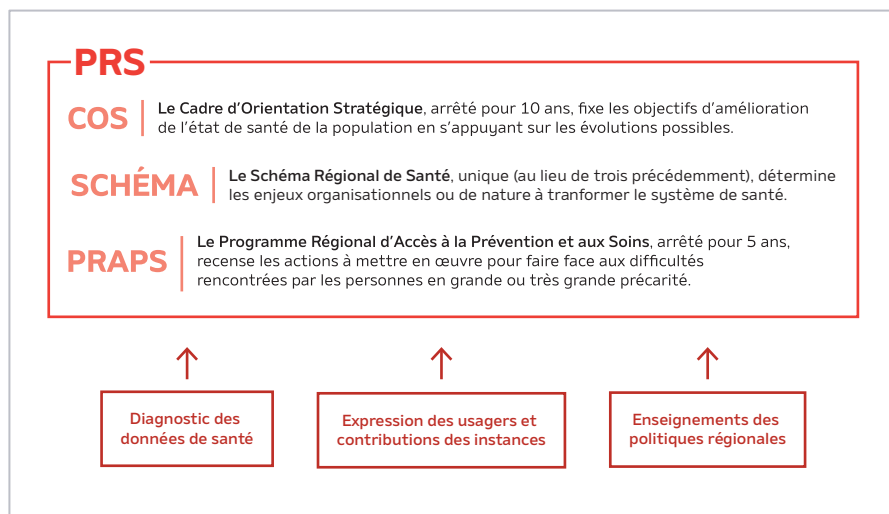 PRS
COS
Le Cadre d'Orientation Stratégique, arrêté pour 10 ans, fixe les objectifs d'amélioration
de l'état de santé de la population en s'appuyant sur les évolutions possibles.
SCHÉMA
Le Schéma Régional de Santé, unique (au lieu de trois précédemment), détermine
les enjeux organisationnels ou de nature à tranformer le système de santé.
PRAPS
Le Programme Régional d'Accès à la Prévention et aux Soins, arrêté pour 5 ans,
recense les actions à mettre en œuvre pour faire face aux difficultés
rencontrées par les personnes en grande ou très grande précarité.
Diagnostic des
données de santé
Expression des usagers et
contributions des instances
Enseignements des
politiques régionales